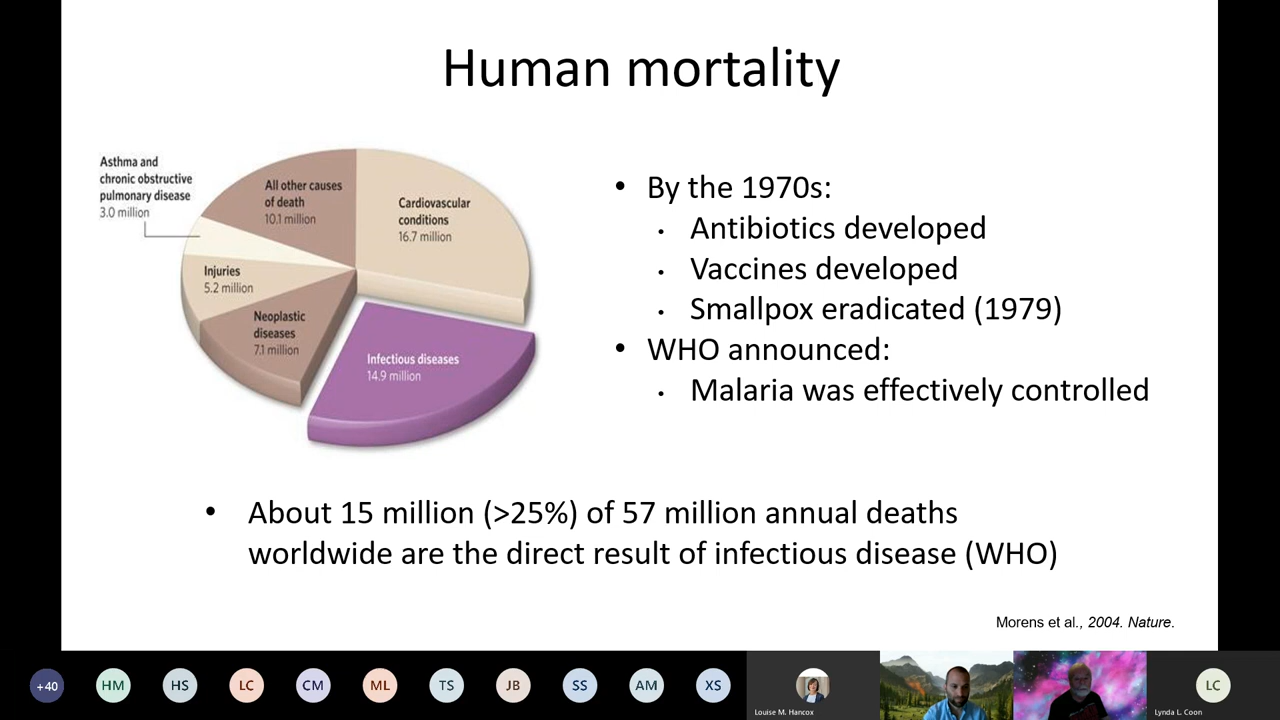 Human mortality
Asthma and
chronic obstructive
pulmonary disease
3.0 million
All other causes
of death
10.1 million
Cardiovascular
conditions
16.7 million
Injuries
5.2 million
Neoplastic
diseases
7.1 million
Infectious diseases
14.9 million
• By the 1970s:
• Antibiotics developed
• Vaccines developed
• Smallpox eradicated (1979)
• WHO announced:
• Malaria was effectively controlled
• About 15 million (>25%) of 57 million annual deaths
worldwide are the direct result of infectious disease (WHO)
Morens et al., 2004. Nature.
+40 HM HS LC CM ML TS JB SS AM XS LC
Louise M. Hancox
Lynda L. Coon